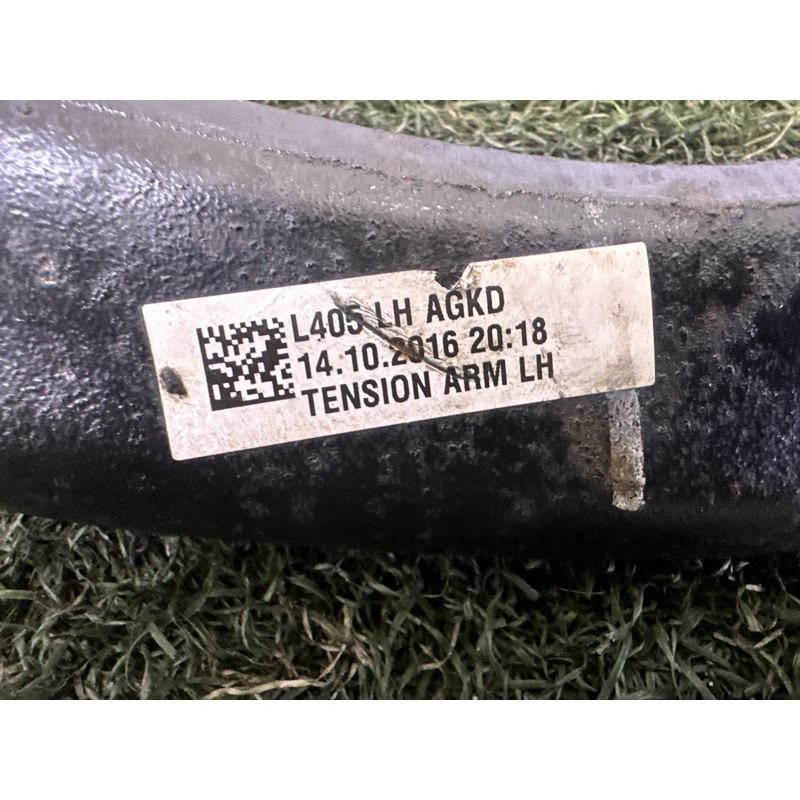 L405 LH AGKD
14.10.2016 20:18
TENSION ARM LH